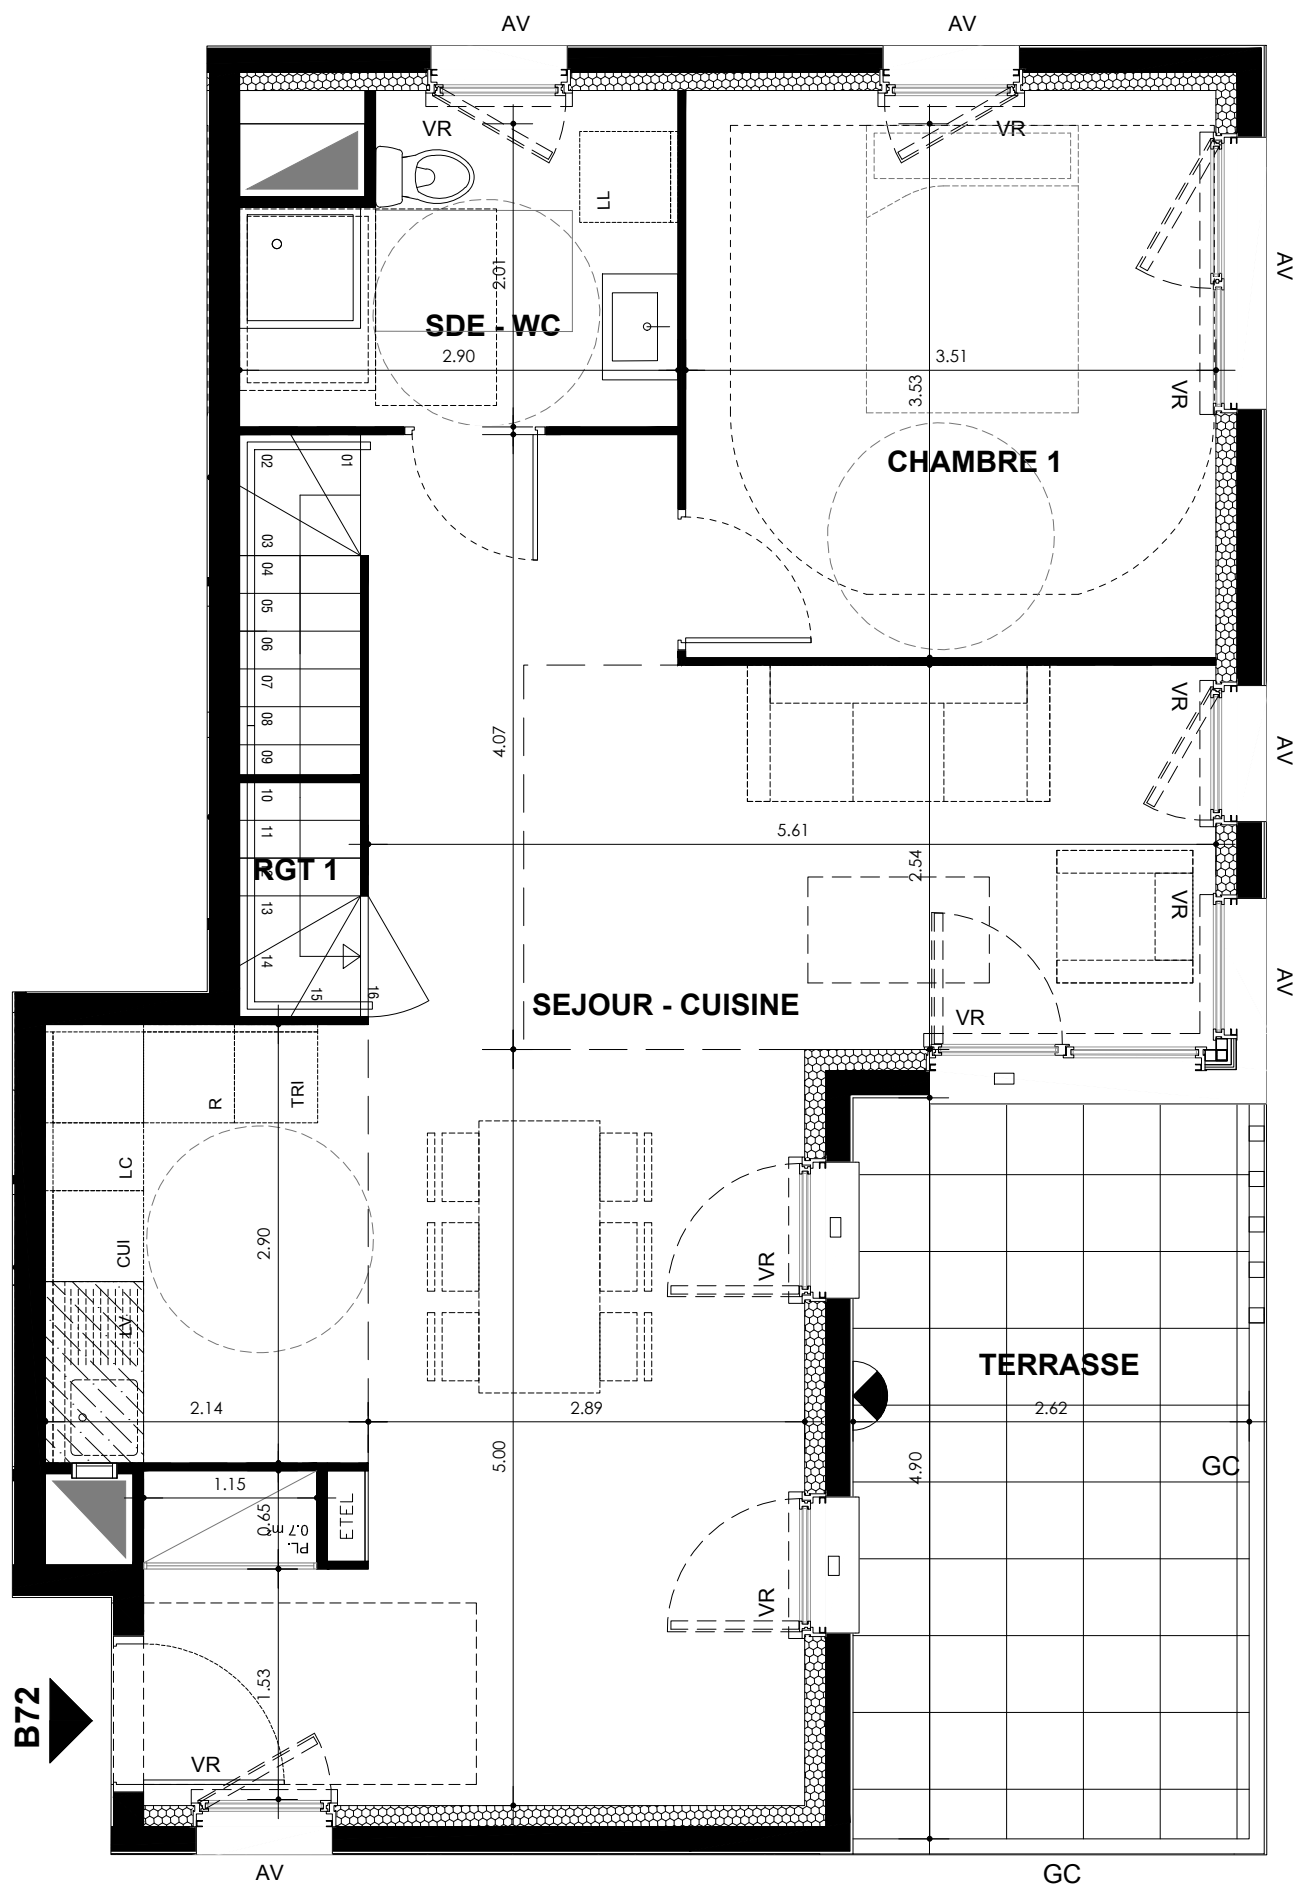 AV
AV
VR
VR
LL
2.01
SDE - WC
2.90
3.51
3.53
AV
VR
CHAMBRE 1
01
02
03
04
05
06
07
08
09
10
11
13
14
15
16
RGT 1
4.07
VR
AV
5.61
2.54
VR
AV
SEJOUR - CUISINE
VR
R
TRI
LC
CUI
LV
2.90
VR
TERRASSE
2.14
2.89
2.62
5.00
4.90
GC
1.15
0.65
PL.
0.7 m²
ETEL
VR
B72
1.53
VR
AV
GC